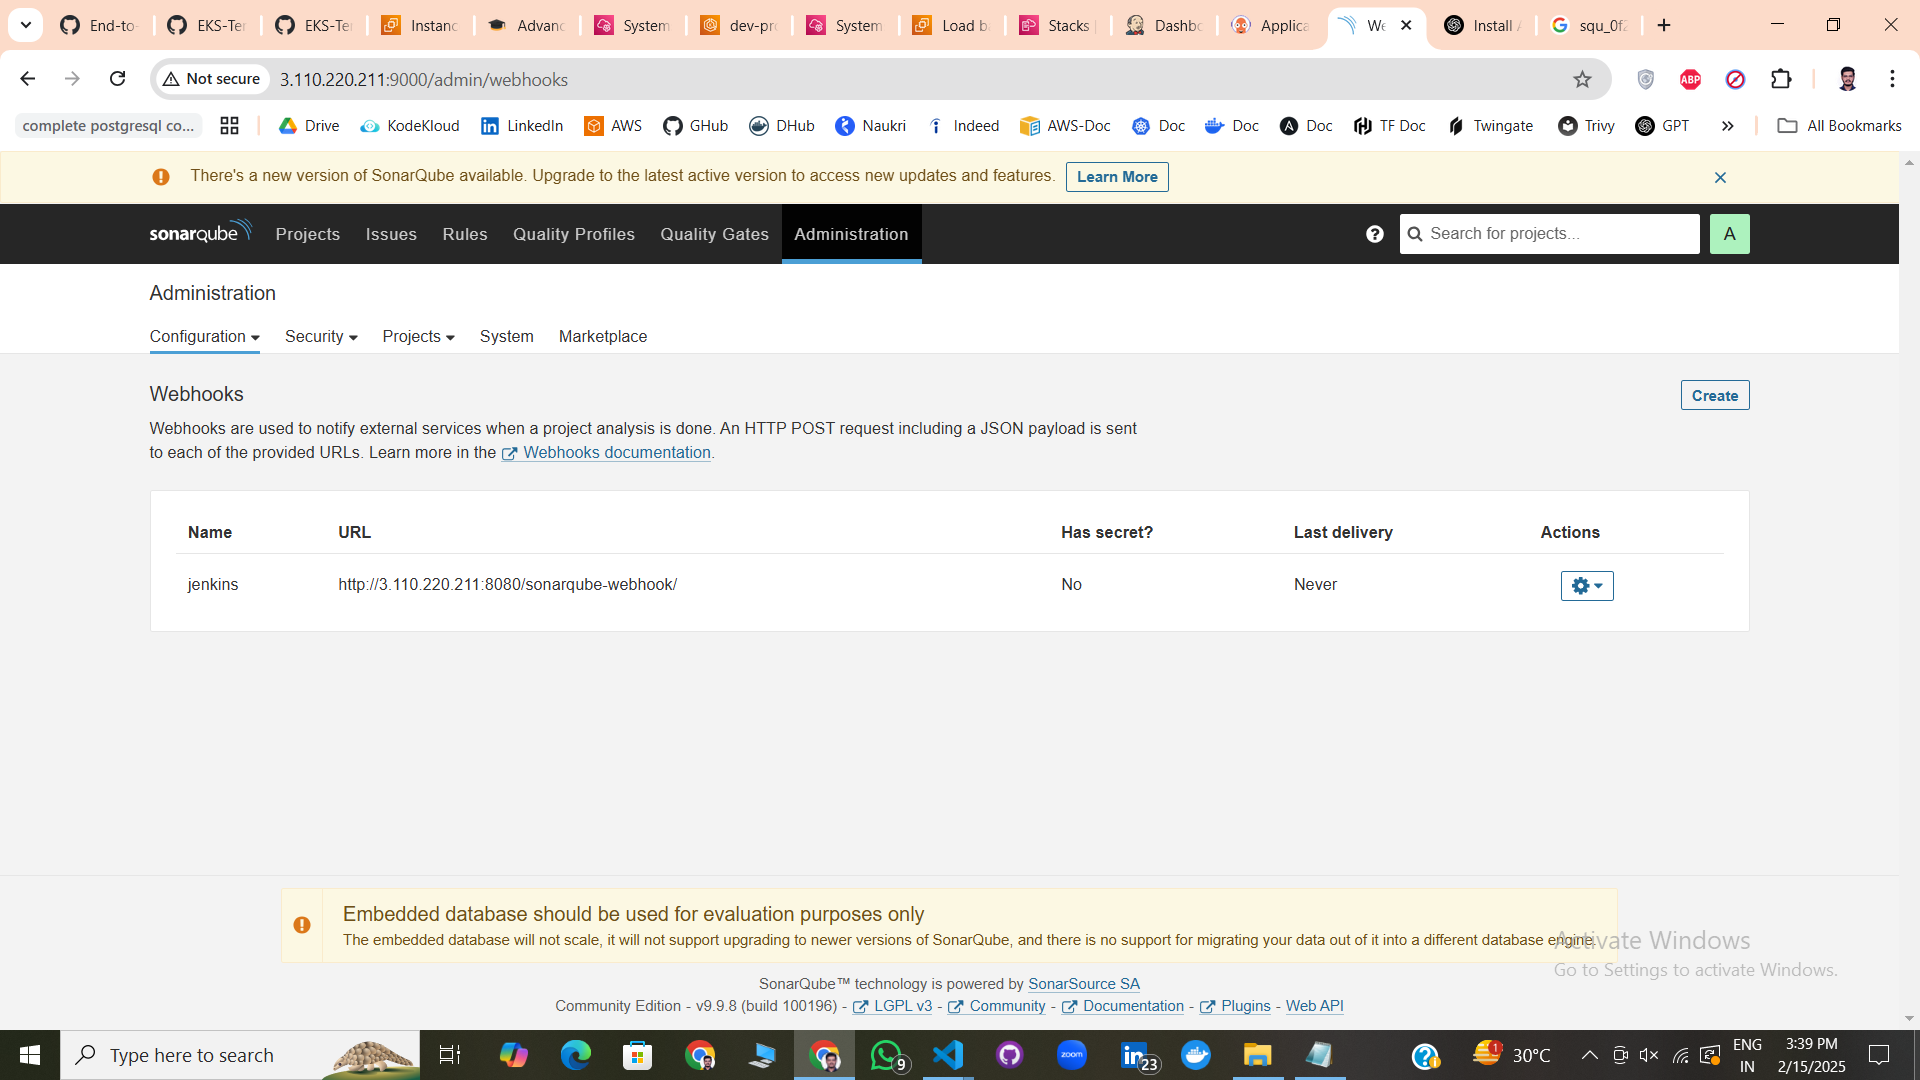 End-to-
EKS-Ter
EKS-Ter
Instanc
Advanc
System
dev-pro
System
Load ba
Stacks |
Dashbo
Applica
We
Install A
squ_0f2
Not secure
3.110.220.211:9000/admin/webhooks
ABP
complete postgresql co...
Drive
KodeKloud
LinkedIn
AWS
GHub
DHub
Naukri
Indeed
AWS-Doc
Doc
Doc
Doc
TF Doc
Twingate
Trivy
GPT
All Bookmarks
There's a new version of SonarQube available. Upgrade to the latest active version to access new updates and features.
Learn More
sonarqube
Projects
Issues
Rules
Quality Profiles
Quality Gates
Administration
Search for projects...
A
Administration
Configuration
Security
Projects
System
Marketplace
Webhooks
Create
Webhooks are used to notify external services when a project analysis is done. An HTTP POST request including a JSON payload is sent
to each of the provided URLs. Learn more in the Webhooks documentation.
Name URL Has secret? Last delivery Actions
jenkins http://3.110.220.211:8080/sonarqube-webhook/ No Never
Embedded database should be used for evaluation purposes only
The embedded database will not scale, it will not support upgrading to newer versions of SonarQube, and there is no support for migrating your data out of it into a different database engine.
Activate Windows
Go to Settings to activate Windows.
SonarQube™ technology is powered by SonarSource SA
Community Edition - v9.9.8 (build 100196) - LGPL v3 - Community - Documentation - Plugins - Web API
Type here to search
9
zoom
23
1
30°C
ENG
IN
3:39 PM
2/15/2025